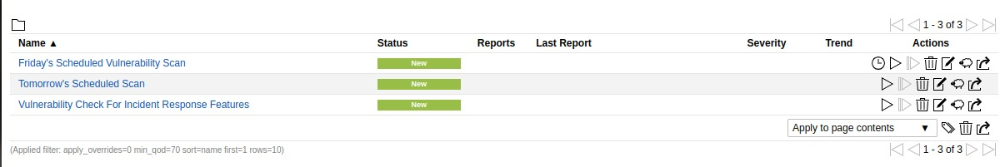 1 - 3 of 3
Name ▲ Status Reports Last Report Severity Trend Actions
Friday's Scheduled Vulnerability Scan New
Tomorrow's Scheduled Scan New
Vulnerability Check For Incident Response Features New
Apply to page contents ▼
(Applied filter: apply_overrides=0 min_qod=70 sort=name first=1 rows=10) 1 - 3 of 3